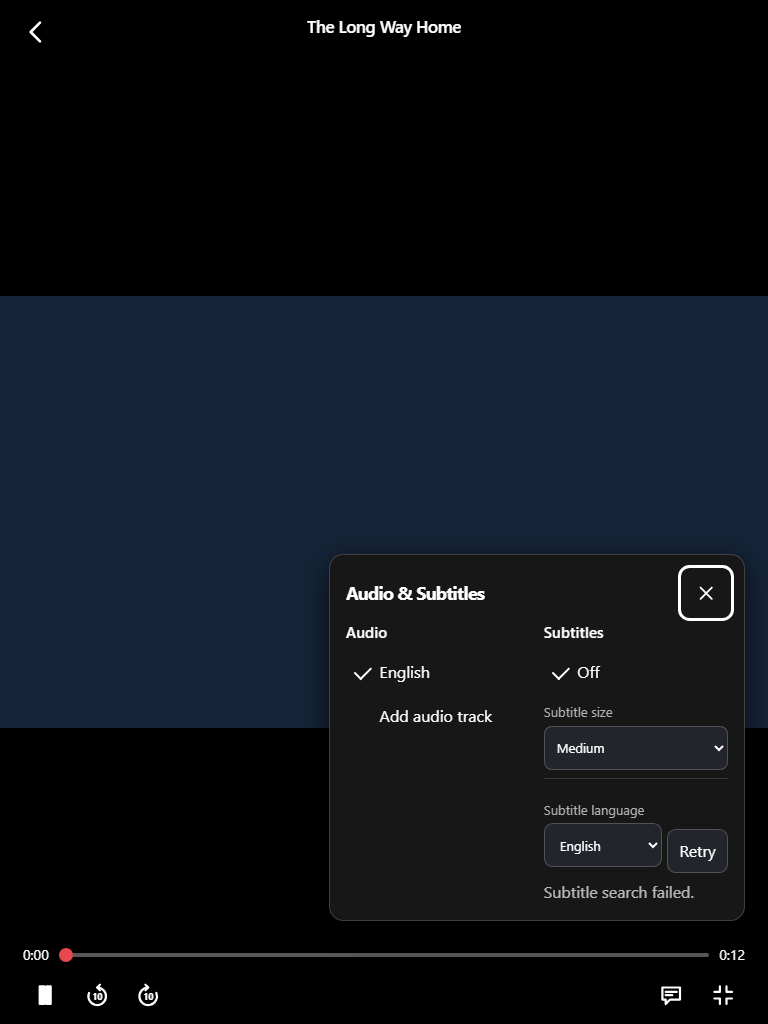 The Long Way Home
Audio & Subtitles
Audio
English
Add audio track
Subtitles
Off
Subtitle size
Medium
Subtitle language
English
Retry
Subtitle search failed.
0:00
0:12
10
10